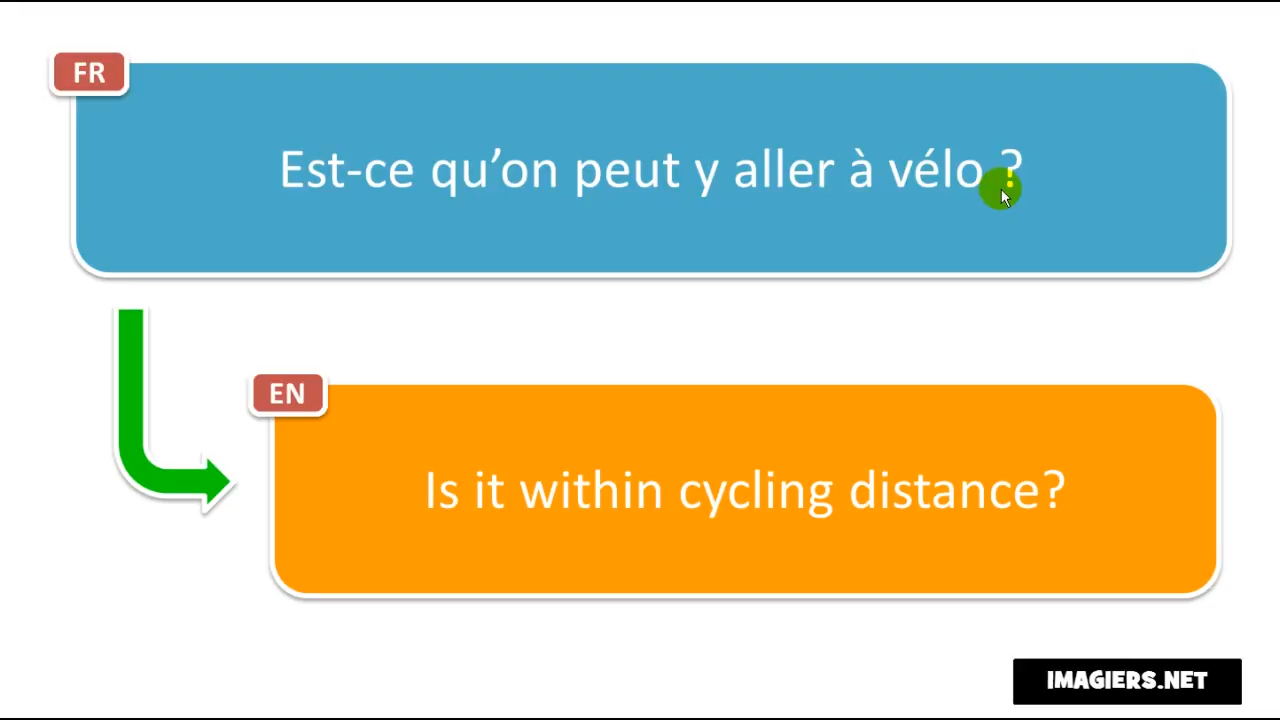 FR
Est-ce qu’on peut y aller à vélo ?
EN
Is it within cycling distance?
IMAGIERS.NET